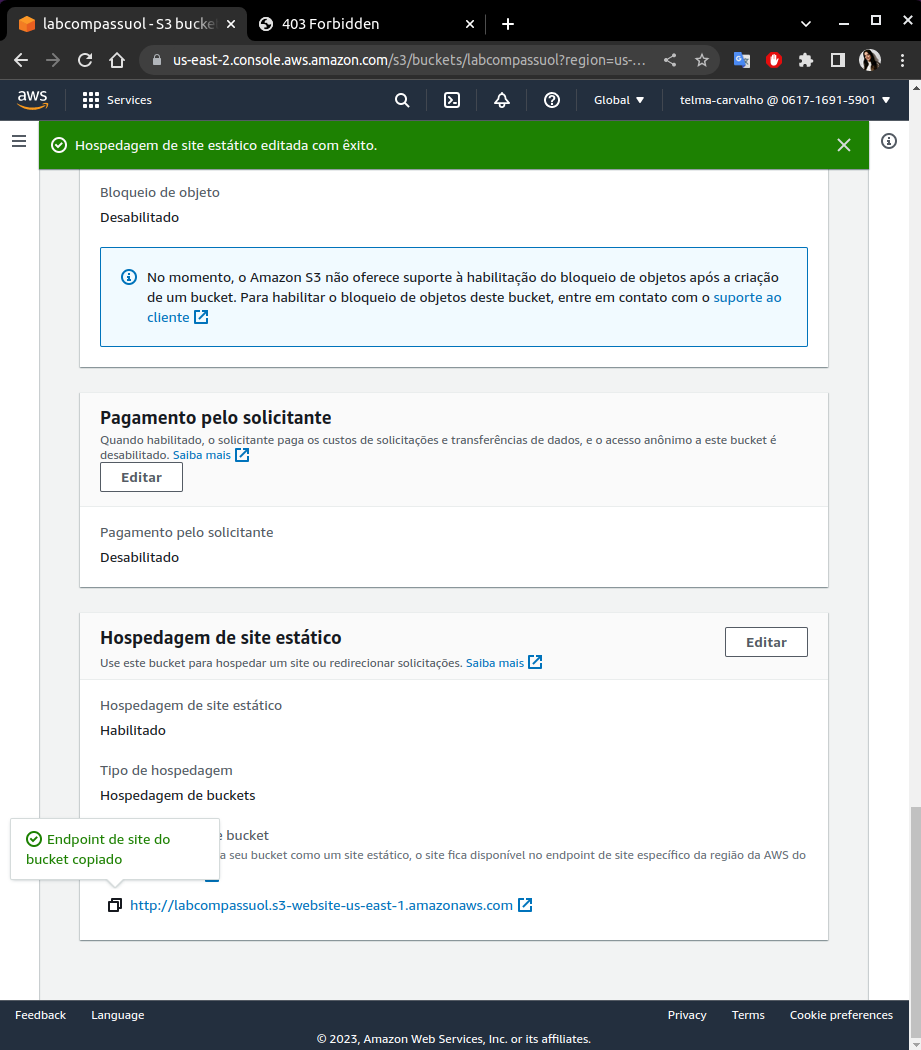 labcompassuol - S3 bucke
403 Forbidden
us-east-2.console.aws.amazon.com/s3/buckets/labcompassuol?region=us-...
aws
Services
Global
telma-carvalho @ 0617-1691-5901
Hospedagem de site estático editada com êxito.
Bloqueio de objeto
Desabilitado
No momento, o Amazon S3 não oferece suporte à habilitação do bloqueio de objetos após a criação
de um bucket. Para habilitar o bloqueio de objetos deste bucket, entre em contato com o suporte ao
cliente
Pagamento pelo solicitante
Quando habilitado, o solicitante paga os custos de solicitações e transferências de dados, e o acesso anônimo a este bucket é
desabilitado. Saiba mais
Editar
Pagamento pelo solicitante
Desabilitado
Hospedagem de site estático
Editar
Use este bucket para hospedar um site ou redirecionar solicitações. Saiba mais
Hospedagem de site estático
Habilitado
Tipo de hospedagem
Hospedagem de buckets
Endpoint de site do
bucket copiado
bucket
a seu bucket como um site estático, o site fica disponível no endpoint de site específico da região da AWS do
http://labcompassuol.s3-website-us-east-1.amazonaws.com
Feedback
Language
Privacy
Terms
Cookie preferences
© 2023, Amazon Web Services, Inc. or its affiliates.